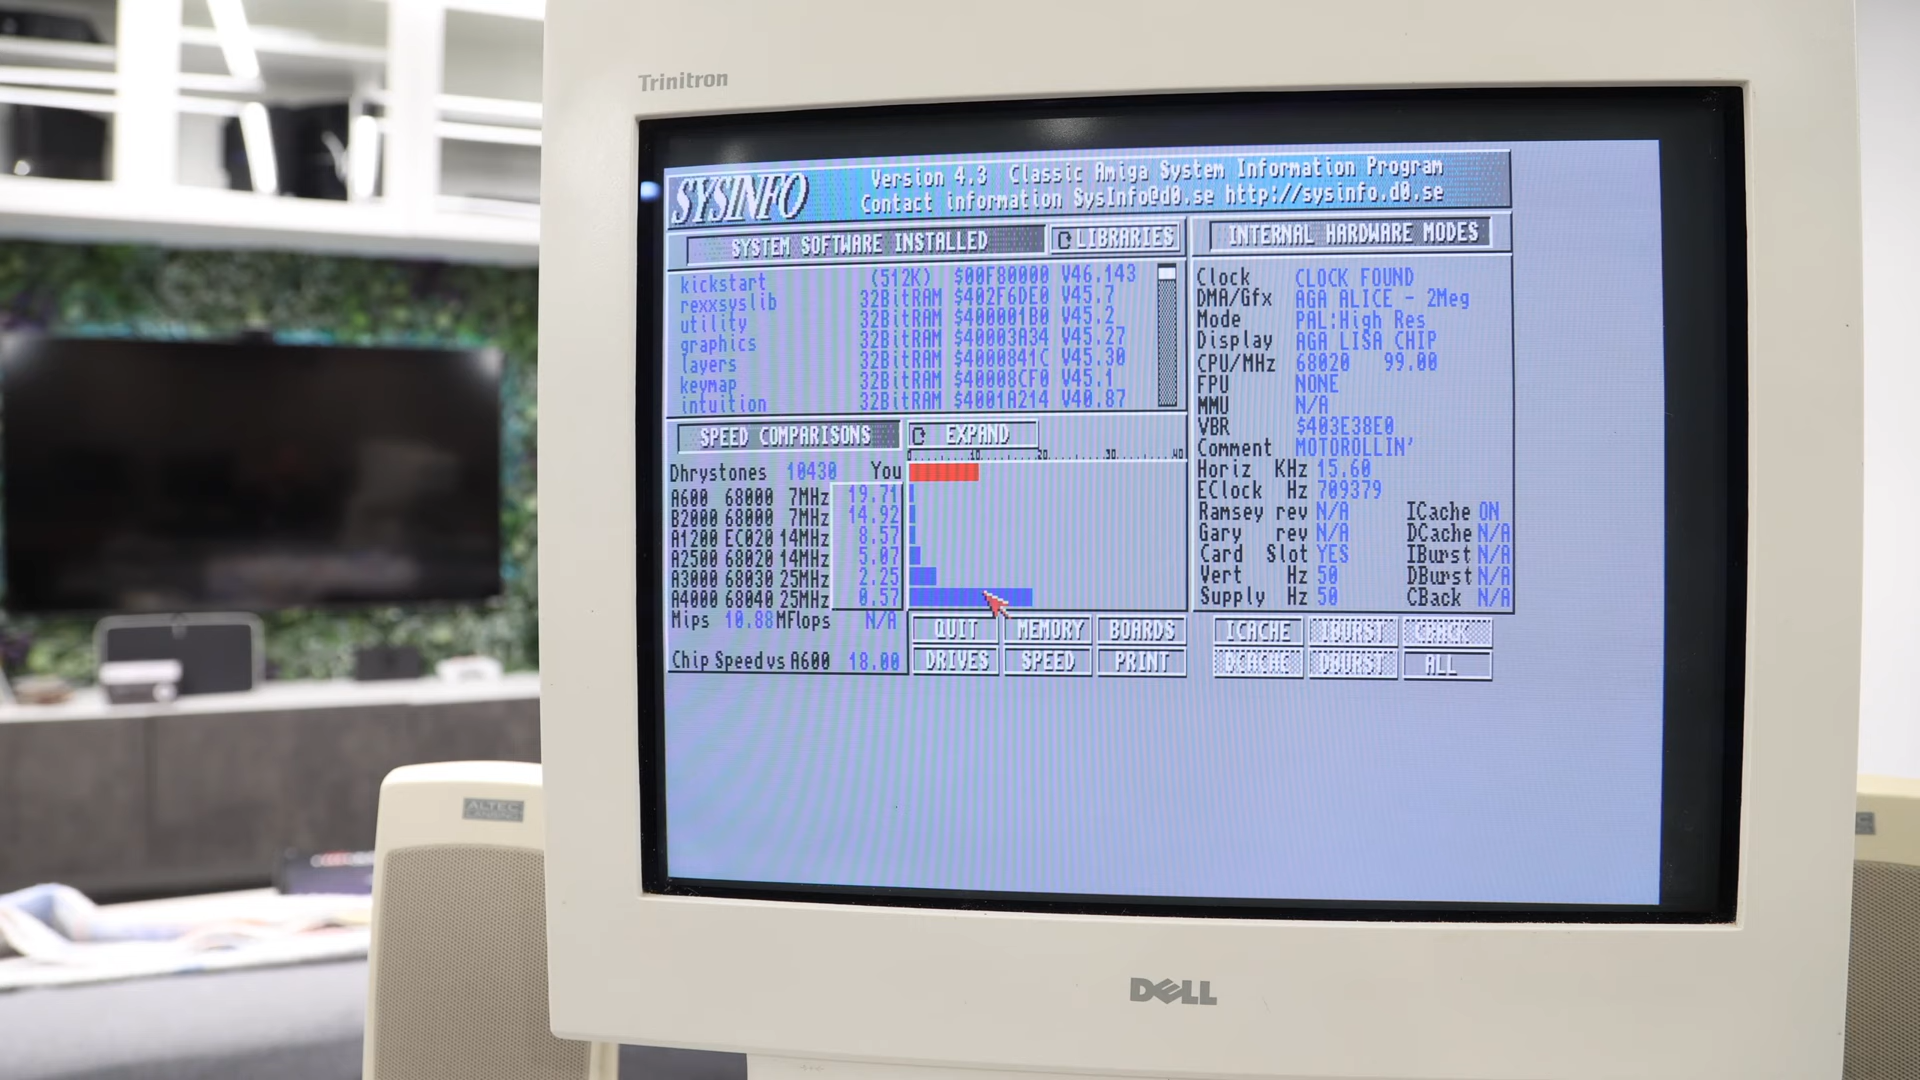 Trinitron
SYSINFO
Version 4.3 Classic Amiga System Information Program
Contact information SysInfo@d0.se http://sysinfo.d0.se
SYSTEM SOFTWARE INSTALLED
LIBRARIES
INTERNAL HARDWARE MODES
kickstart (512K) $00F80000 V46.143
rexxsyslib 32BitRAM $402F6DE0 V45.7
utility 32BitRAM $400001B0 V45.2
graphics 32BitRAM $40003A34 V45.27
layers 32BitRAM $4000841C V45.30
keymap 32BitRAM $40008CF0 V45.1
intuition 32BitRAM $4001A214 V40.87
Clock CLOCK FOUND
DMA/Gfx AGA ALICE - 2Meg
Mode PAL:High Res
Display AGA LISA CHIP
CPU/MHz 68020 99.00
FPU NONE
MMU N/A
VBR $403E38E0
Comment MOTOROLLIN'
Horiz KHz 15.60
EClock Hz 709379
Ramsey rev N/A ICache ON
Gary rev N/A DCache N/A
Card Slot YES IBurst N/A
Vert Hz 50 DBurst N/A
Supply Hz 50 CBack N/A
SPEED COMPARISONS
EXPAND
10 20 30 40
Dhrystones 10430 You
A600 68000 7MHz 19.71
B2000 68000 7MHz 14.92
A1200 EC020 14MHz 8.57
A2500 68020 14MHz 5.07
A3000 68030 25MHz 2.25
A4000 68040 25MHz 0.57
Mips 10.88 MFlops N/A
Chip Speed vs A600 18.00
QUIT MEMORY BOARDS
DRIVES SPEED PRINT
ICACHE IBURST CBACK
DCACHE DBURST ALL
ALTEC
LANSING
DELL